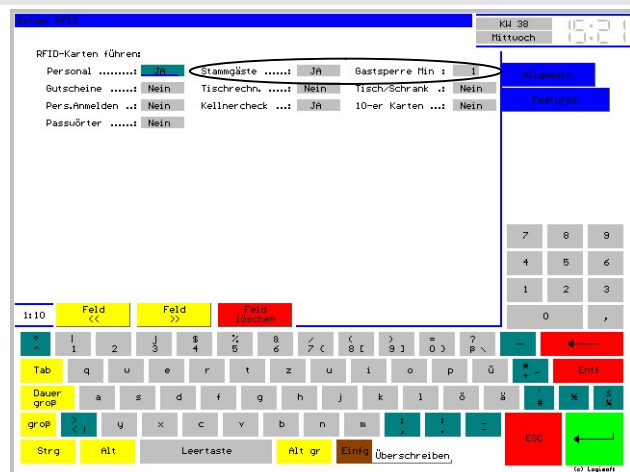 Setup: RFID
KW 38
Mittwoch
15:21
RFID-Karten führen:
Personal ........: JA
Stammgäste .....: JA
Gastsperre Min : 1
Gutscheine .....: Nein
Tischrechn. ....: Nein
Tisch/Schrank .: Nein
Pers.Anmelden ..: Nein
Kellnercheck ...: JA
10-er Karten ...: Nein
Passwörter .....: Nein
Allgemein
Features
7 8 9
4 5 6
1 2 3
0 ,
1:10
Feld
<<
Feld
>>
Feld
löschen
° ^
| 1
2
J 3
$ 4
% 5
& 6
/ 7 {
( 8 [
) 9 ]
= 0 }
? ß \
-
Tab q w e r t z u i o p ü * + ~ Entf
Dauer
groß
a s d f g h j k l ö ä ' #
groß
> < |
y x c v b n m ; , : . _ -
Strg Alt Leertaste Alt gr Einfg Überschreiben
ESC
(c) Logisoft